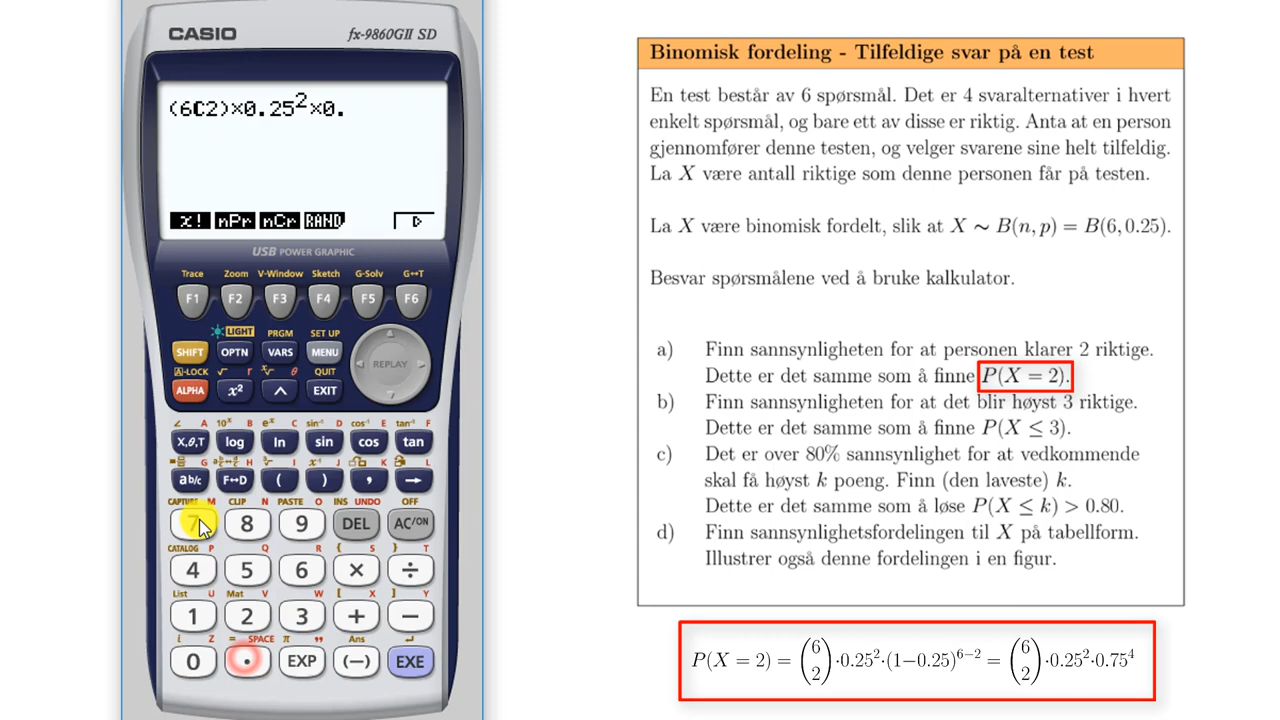 CASIO fx-9860GII SD
(6C2)×0.25²×0.
x! nPr nCr RAND ▷
USB POWER GRAPHIC
Trace Zoom V-Window Sketch G-Solv G↔T
F1 F2 F3 F4 F5 F6
LIGHT PRGM SET UP
SHIFT OPTN VARS MENU REPLAY
A-LOCK √ r ˣ√ θ QUIT
ALPHA x² ^ EXIT
∠ A 10ˣ B eˣ C sin⁻¹ D cos⁻¹ E tan⁻¹ F
X,θ,T log ln sin cos tan
G H ³√ I x⁻¹ J K L
a b/c F↔D ( ) , →
CAPTURE M CLIP N PASTE O INS UNDO OFF
7 8 9 DEL AC/ON
CATALOG P Q R { S } T
4 5 6 × ÷
List U Mat V W [ X ] Y
1 2 3 + −
i Z = SPACE π " Ans ↵
0 • EXP (−) EXE
Binomisk fordeling - Tilfeldige svar på en test
En test består av 6 spørsmål. Det er 4 svaralternativer i hvert
enkelt spørsmål, og bare ett av disse er riktig. Anta at en person
gjennomfører denne testen, og velger svarene sine helt tilfeldig.
La X være antall riktige som denne personen får på testen.
La X være binomisk fordelt, slik at X ∼ B(n, p) = B(6, 0.25).
Besvar spørsmålene ved å bruke kalkulator.
a) Finn sannsynligheten for at personen klarer 2 riktige.
Dette er det samme som å finne P(X = 2).
b) Finn sannsynligheten for at det blir høyst 3 riktige.
Dette er det samme som å finne P(X ≤ 3).
c) Det er over 80% sannsynlighet for at vedkommende
skal få høyst k poeng. Finn (den laveste) k.
Dette er det samme som å løse P(X ≤ k) > 0.80.
d) Finn sannsynlighetsfordelingen til X på tabellform.
Illustrer også denne fordelingen i en figur.
P(X = 2) = (6 2)·0.25²·(1−0.25)⁶⁻² = (6 2)·0.25²·0.75⁴